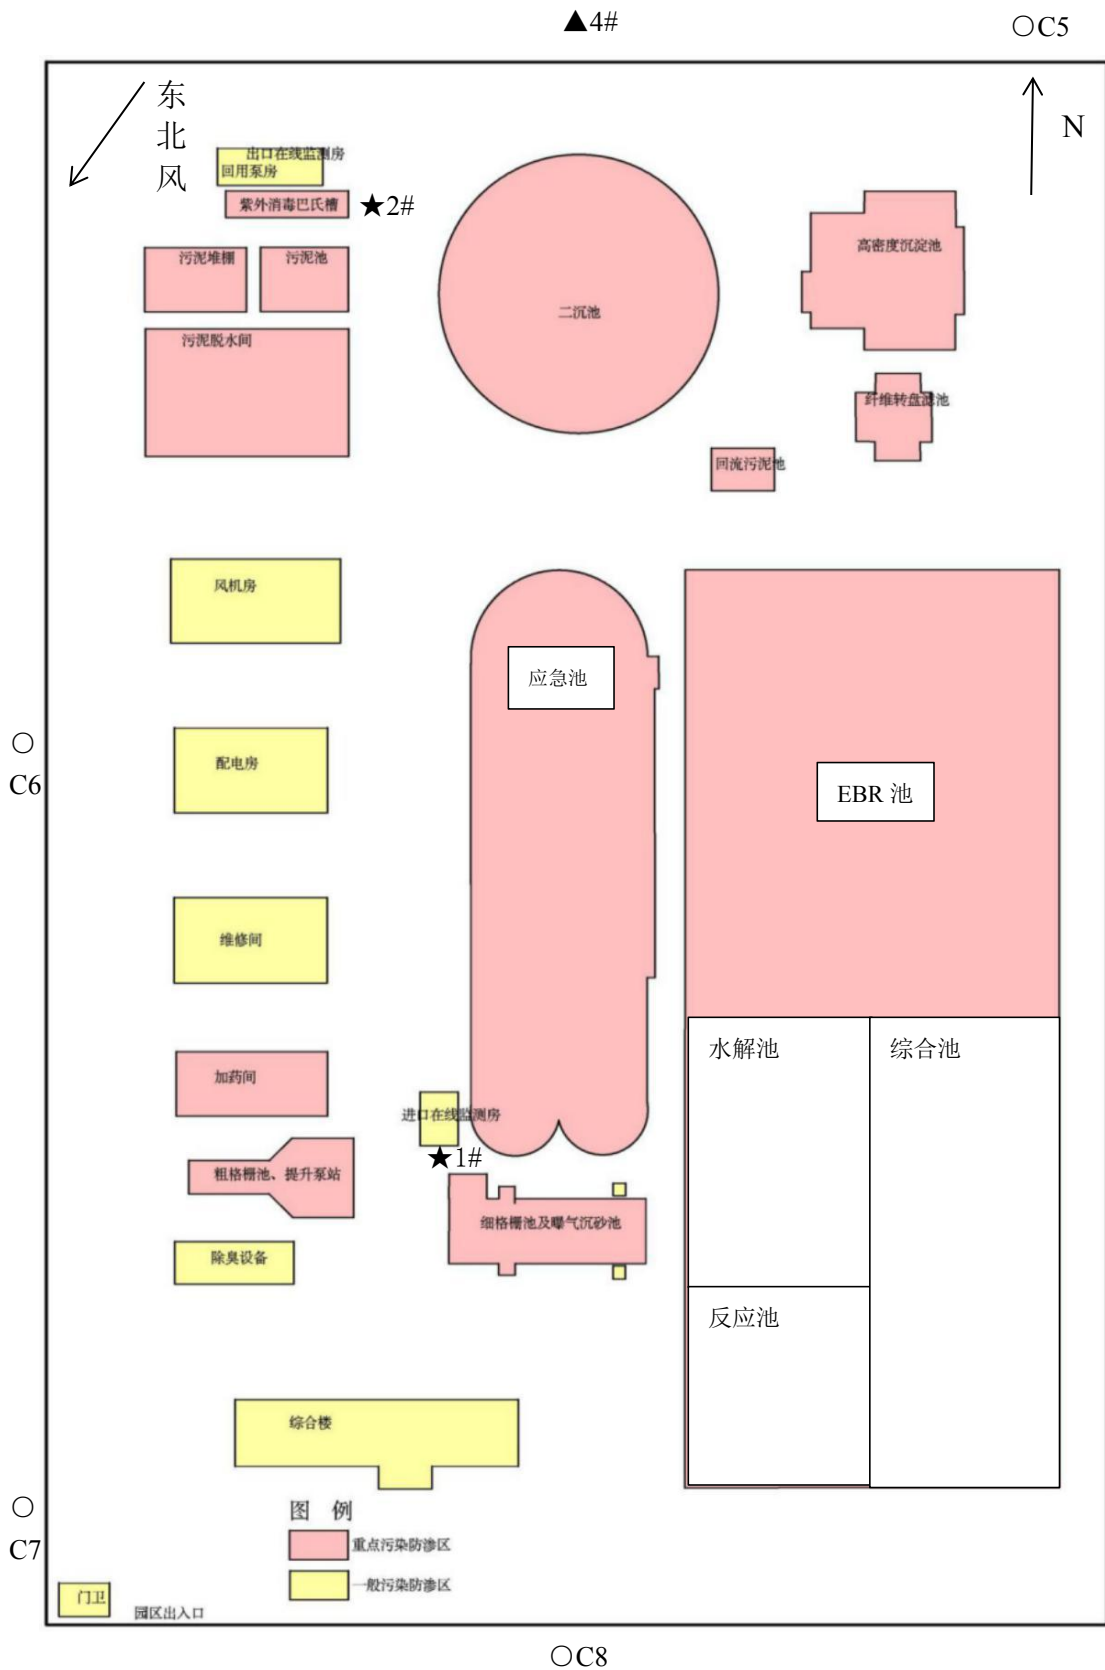 ▲4#
○C5
东
北
风
N
出口在线监测房
回用泵房
紫外消毒巴氏槽
★2#
污泥堆棚
污泥池
高密度沉淀池
二沉池
污泥脱水间
纤维转盘滤池
回流污泥池
风机房
应急池
○
C6
配电房
EBR 池
维修间
水解池
综合池
加药间
进口在线监测房
★1#
粗格栅池、提升泵站
细格栅池及曝气沉砂池
除臭设备
反应池
综合楼
○
C7
图 例
重点污染防渗区
一般污染防渗区
门卫
园区出入口
○C8